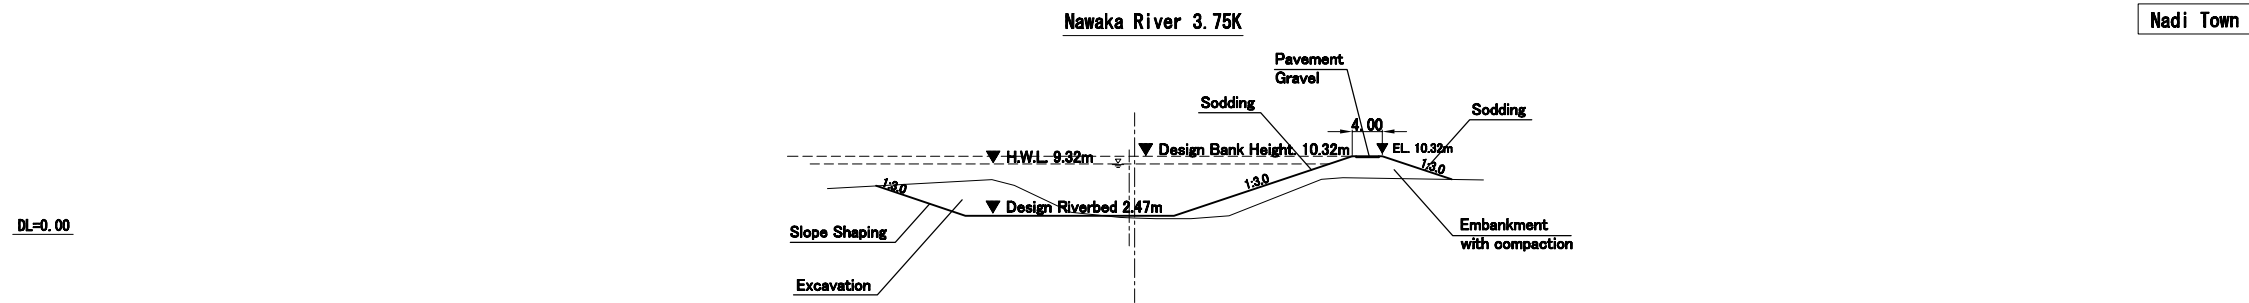 Nawaka River 3.75K
Nadi Town
Pavement
Gravel
Sodding
Sodding
4.00
H.W.L. 9.32m
Design Bank Height. 10.32m
EL. 10.32m
1:3.0
1:3.0
1:3.0
Design Riverbed 2.47m
DL=0.00
Slope Shaping
Embankment
with compaction
Excavation